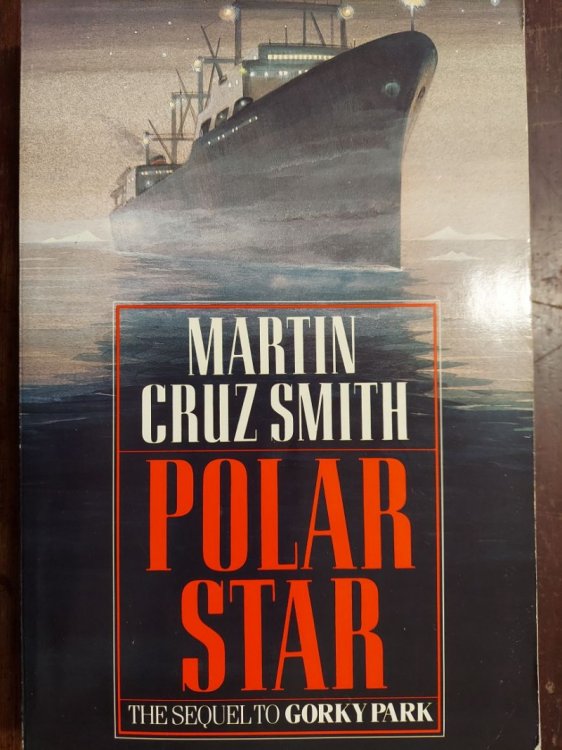 MARTIN
CRUZ SMITH
POLAR
STAR
THE SEQUEL TO GORKY PARK